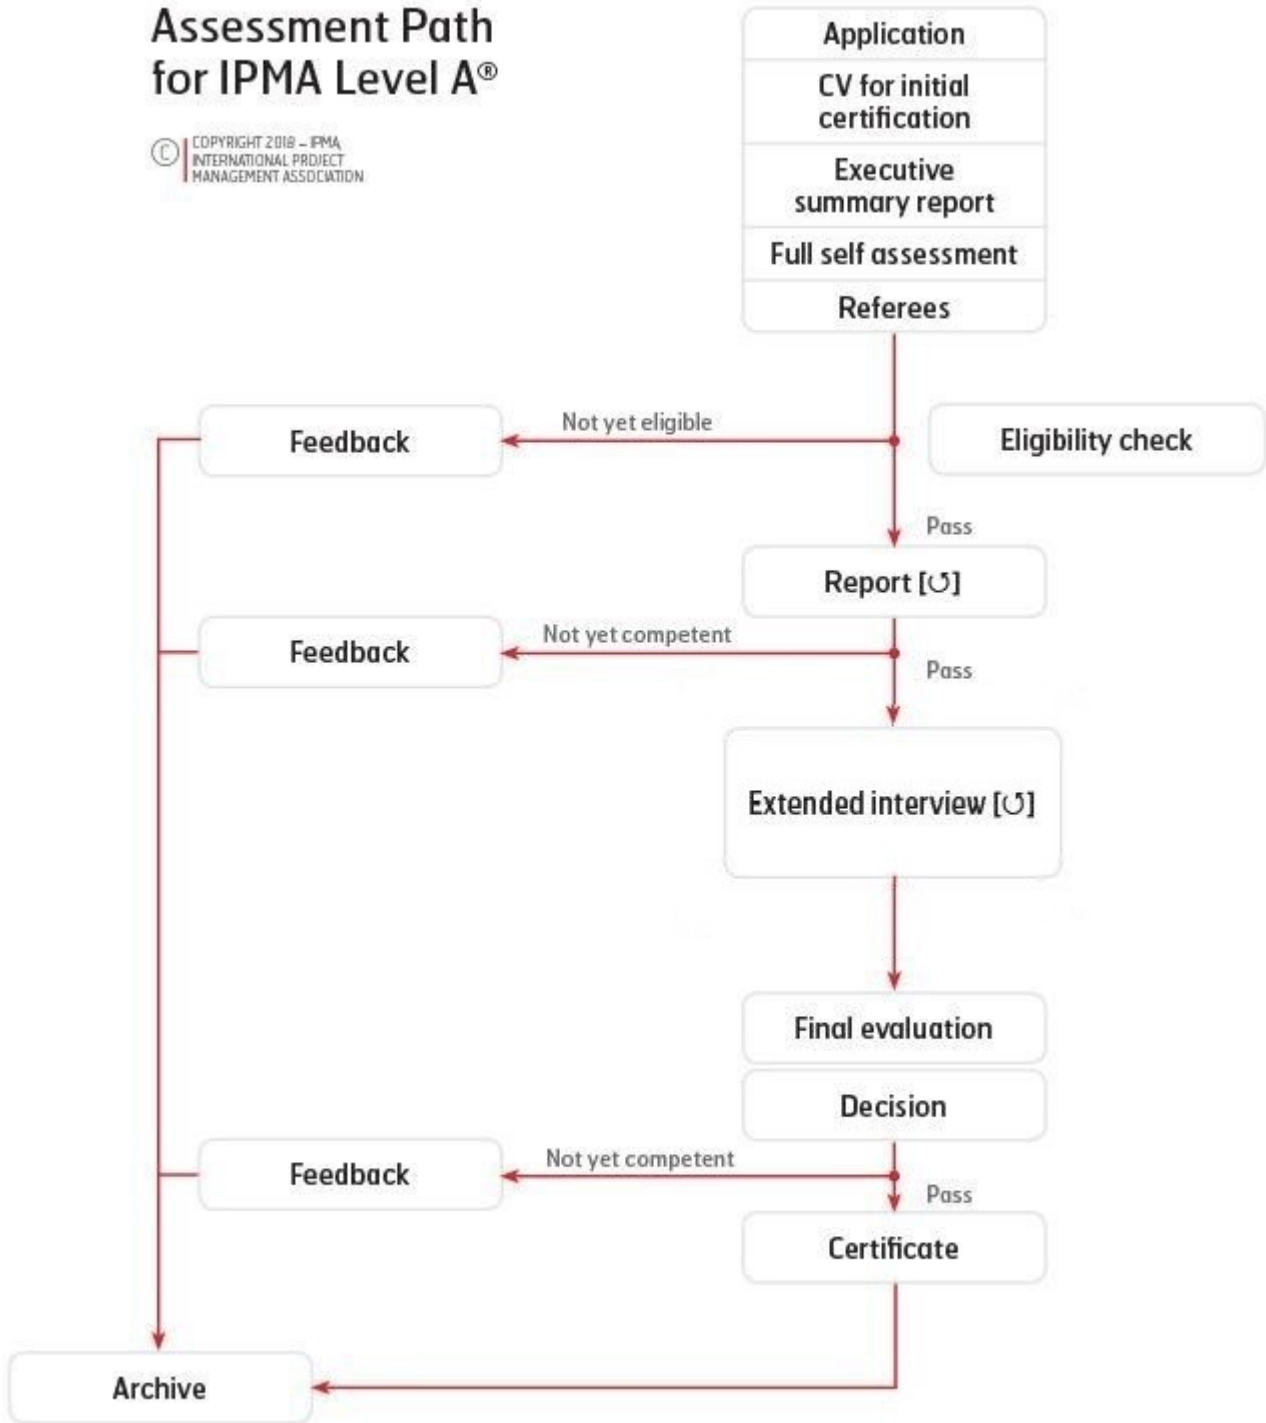 Assessment Path
for IPMA Level A®
© COPYRIGHT 2018 – IPMA,
INTERNATIONAL PROJECT
MANAGEMENT ASSOCIATION
Application
CV for initial
certification
Executive
summary report
Full self assessment
Referees
Feedback
Not yet eligible
Eligibility check
Pass
Report [↺]
Feedback
Not yet competent
Pass
Extended interview [↺]
Final evaluation
Decision
Feedback
Not yet competent
Pass
Certificate
Archive